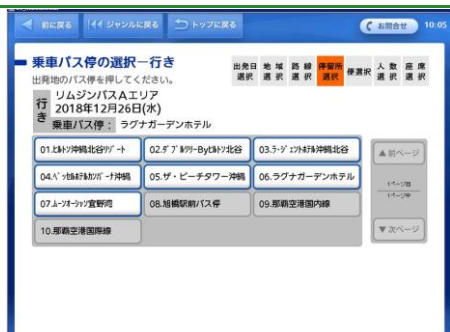 前に戻る ジャンルに戻る トップに戻る お問合せ 10:05
乗車バス停の選択－行き
出発地のバス停を押してください。
出発日選択 地域選択 路線選択 停留所選択 便選択 人数選択 座席選択
行き
リムジンバスAエリア
2018年12月26日(水)
乗車バス停： ラグナガーデンホテル
01.ヒルトン沖縄北谷リゾート
02.ダブルツリーByヒルトン北谷
03.ラ・ジェントホテル沖縄北谷
▲前ページ
04.ベッセルホテルカンパーナ沖縄
05.ザ・ビーチタワー沖縄
06.ラグナガーデンホテル
1ページ目
1ページ中
07.ムーンオーシャン宜野湾
08.旭橋駅前バス停
09.那覇空港国内線
▼次ページ
10.那覇空港国際線